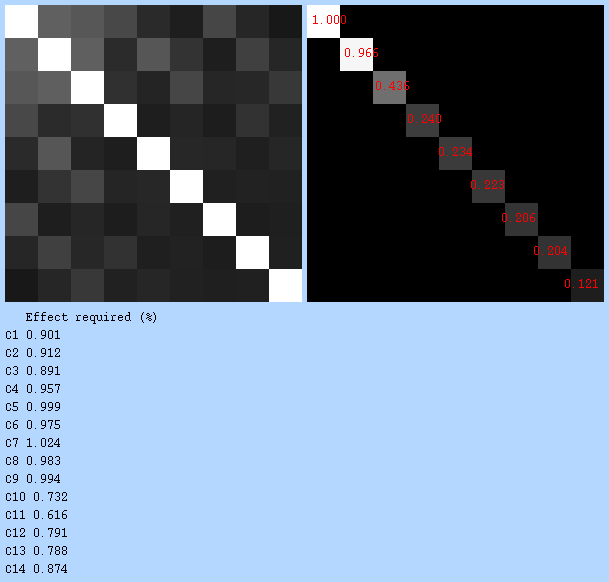 1.000
0.966
0.436
0.240
0.234
0.223
0.206
0.204
0.121
Effect required (%)
C1 0.901
C2 0.912
C3 0.891
C4 0.957
C5 0.999
C6 0.975
C7 1.024
C8 0.983
C9 0.994
C10 0.732
C11 0.616
C12 0.791
C13 0.788
C14 0.874